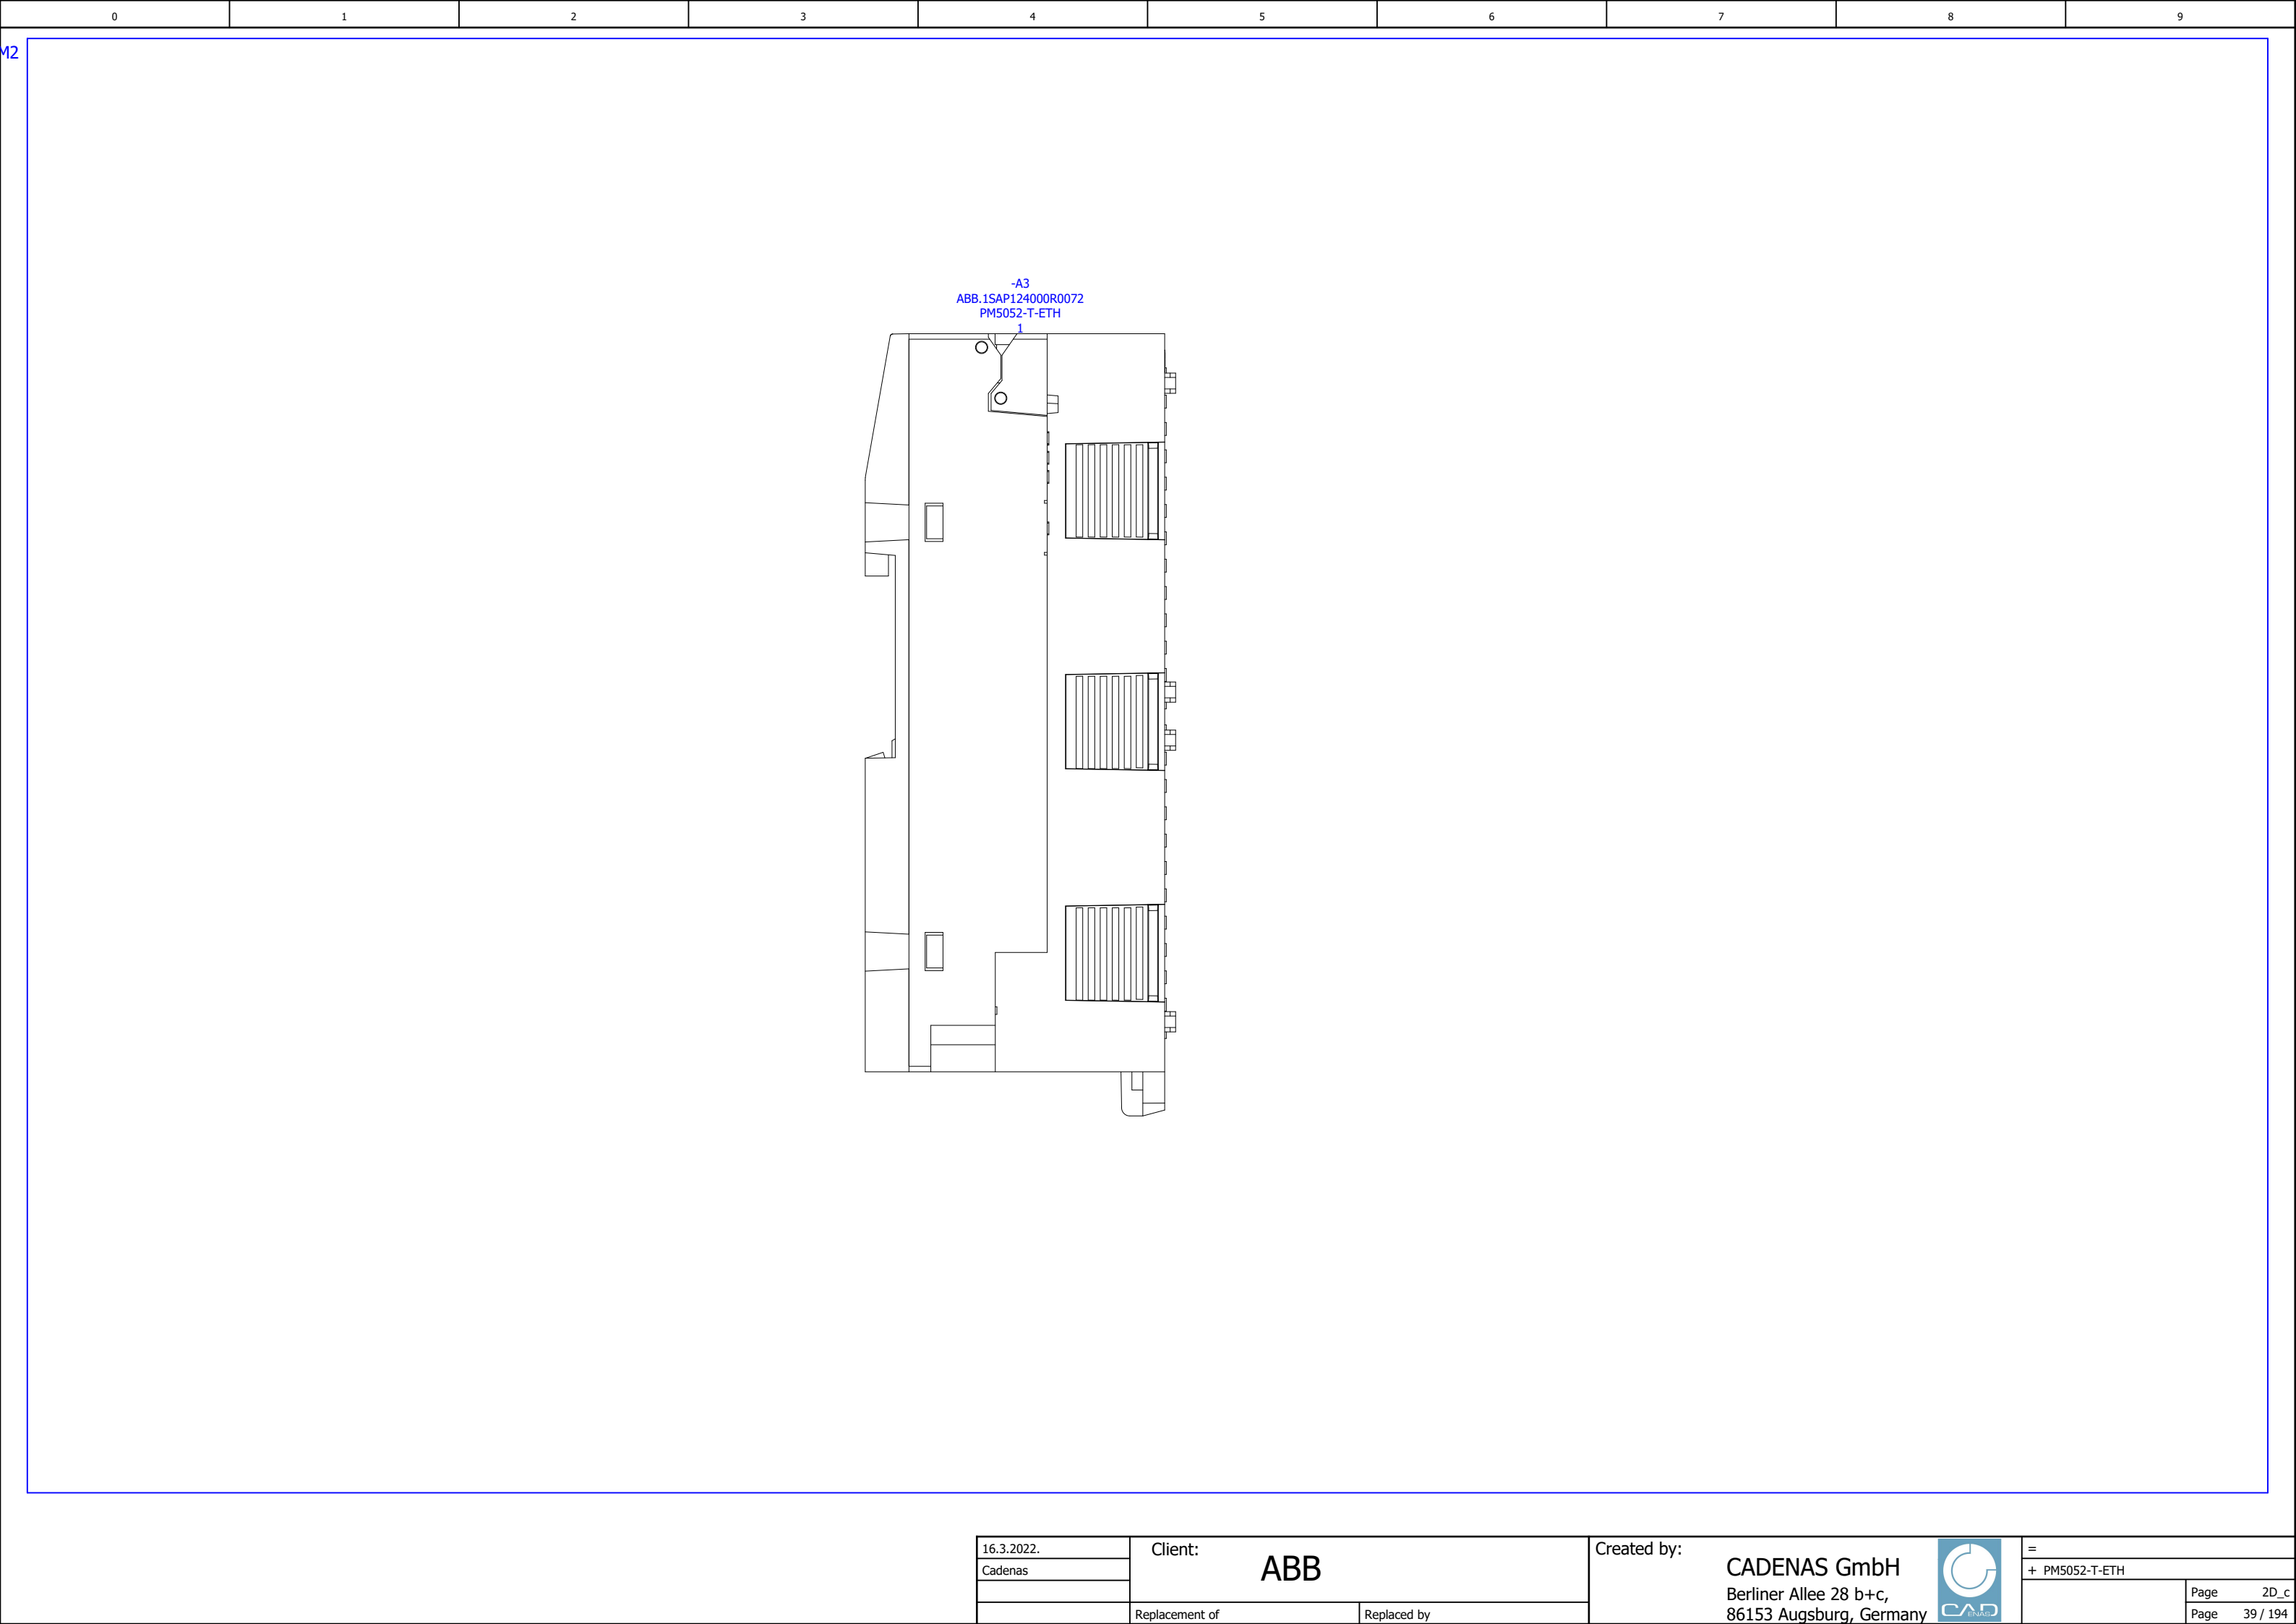 0 1 2 3 4 5 6 7 8 9
M2
-A3
ABB.1SAP124000R0072
PM5052-T-ETH
1
16.3.2022.
Cadenas
Client:
ABB
Replacement of
Replaced by
Created by:
CADENAS GmbH
Berliner Allee 28 b+c,
86153 Augsburg, Germany
CADENAS
=
+ PM5052-T-ETH
Page 2D_c
Page 39 / 194